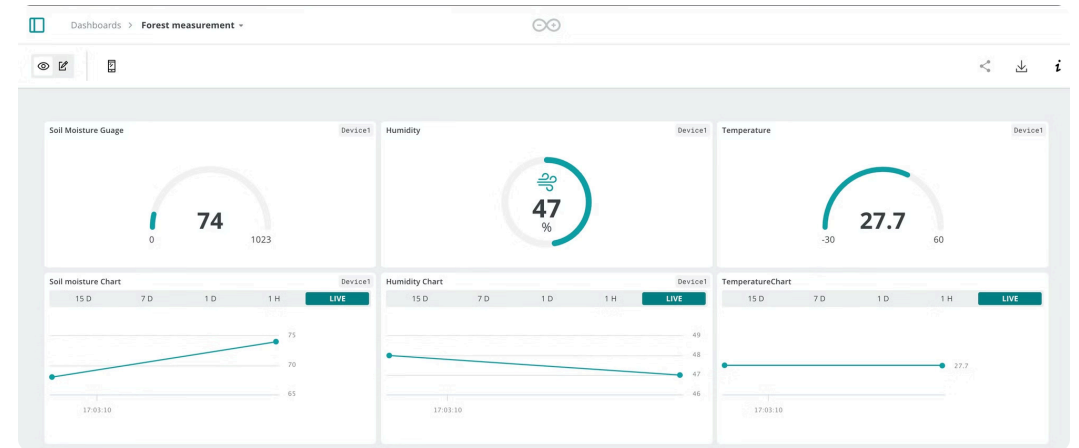 Dashboards > Forest measurement
Soil Moisture Guage Device1
74
0 1023
Humidity Device1
47
%
Temperature Device1
27.7
-30 60
Soil moisture Chart Device1
15 D 7 D 1 D 1 H LIVE
75
70
65
17:03:10
Humidity Chart Device1
15 D 7 D 1 D 1 H LIVE
49
48
47
46
17:03:10
TemperatureChart Device1
15 D 7 D 1 D 1 H LIVE
27.7
17:03:10